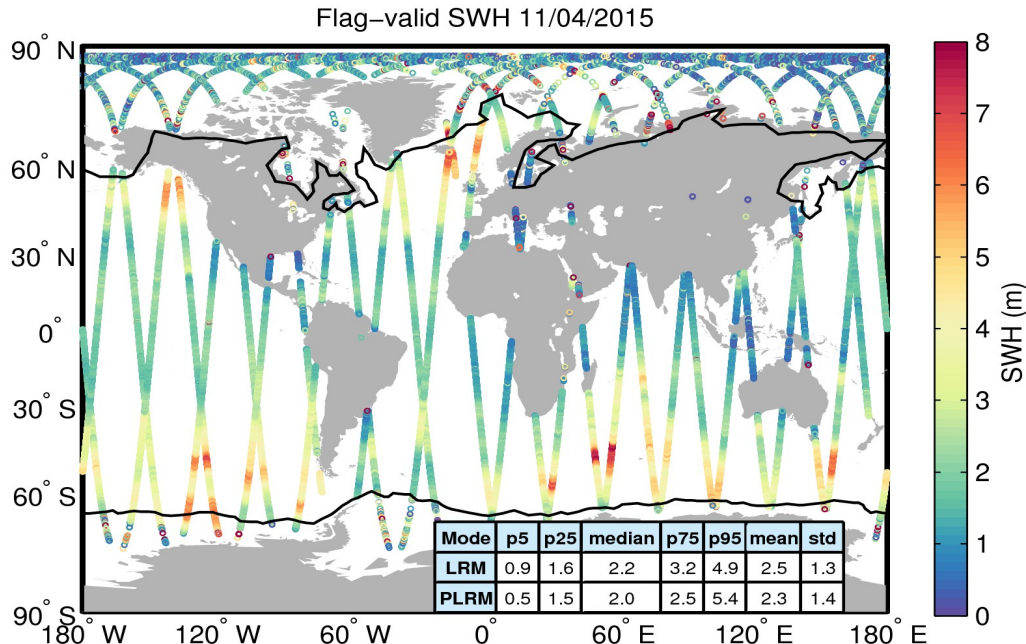 Flag−valid SWH 11/04/2015
90° N
60° N
30° N
0°
30° S
60° S
90° S
180° W
120° W
60° W
0°
60° E
120° E
180° E
Mode p5 p25 median p75 p95 mean std
LRM 0.9 1.6 2.2 3.2 4.9 2.5 1.3
PLRM 0.5 1.5 2.0 2.5 5.4 2.3 1.4
8
7
6
5
4
3
2
1
0
SWH (m)